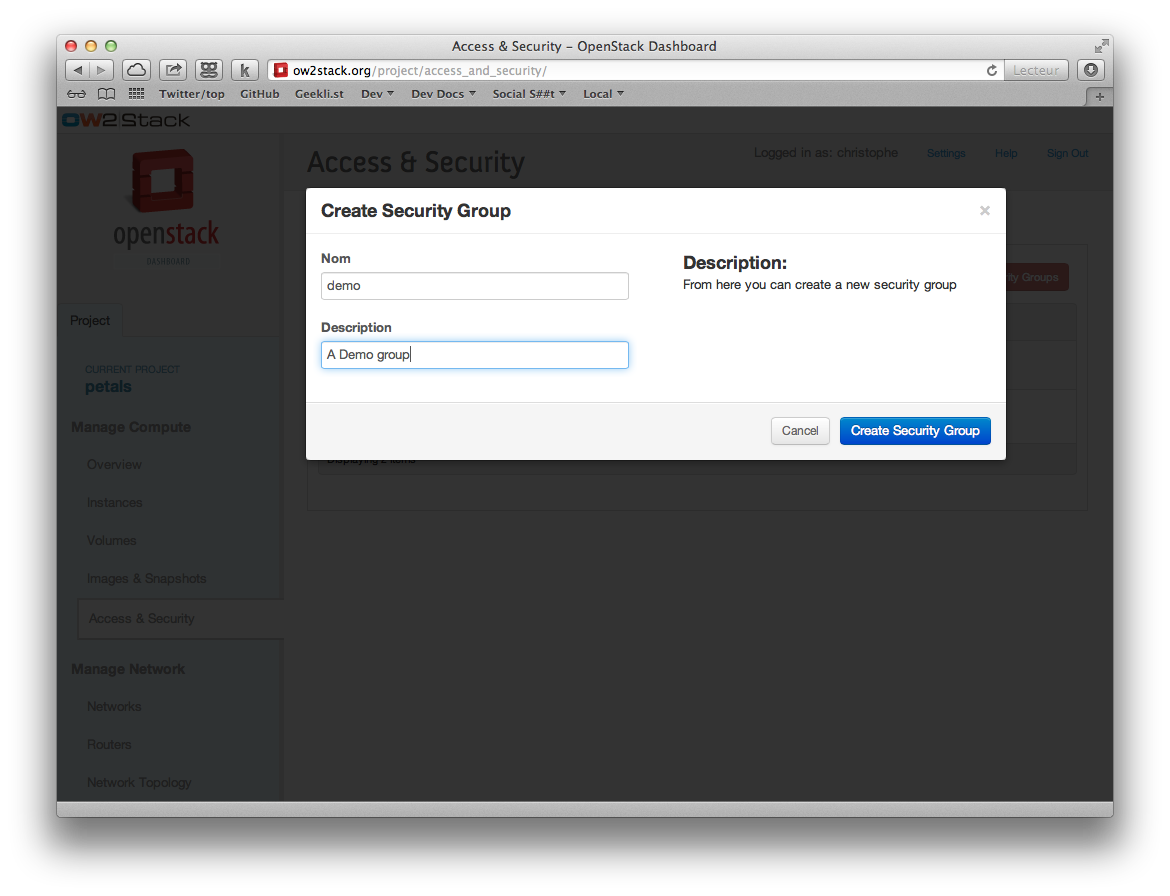 Access & Security – OpenStack Dashboard
k
ow2stack.org/project/access_and_security/
Lecteur
Twitter/top GitHub Geekli.st Dev Dev Docs Social S##t Local
OW2Stack
Access & Security
Logged in as: christophe Settings Help Sign Out
openstack
DASHBOARD
Create Security Group
×
Nom
demo
Description
A Demo group
Description:
From here you can create a new security group
Cancel
Create Security Group
Groups
Project
CURRENT PROJECT
petals
Manage Compute
Overview
Instances
Volumes
Images & Snapshots
Access & Security
Manage Network
Networks
Routers
Network Topology
Displaying 2 items